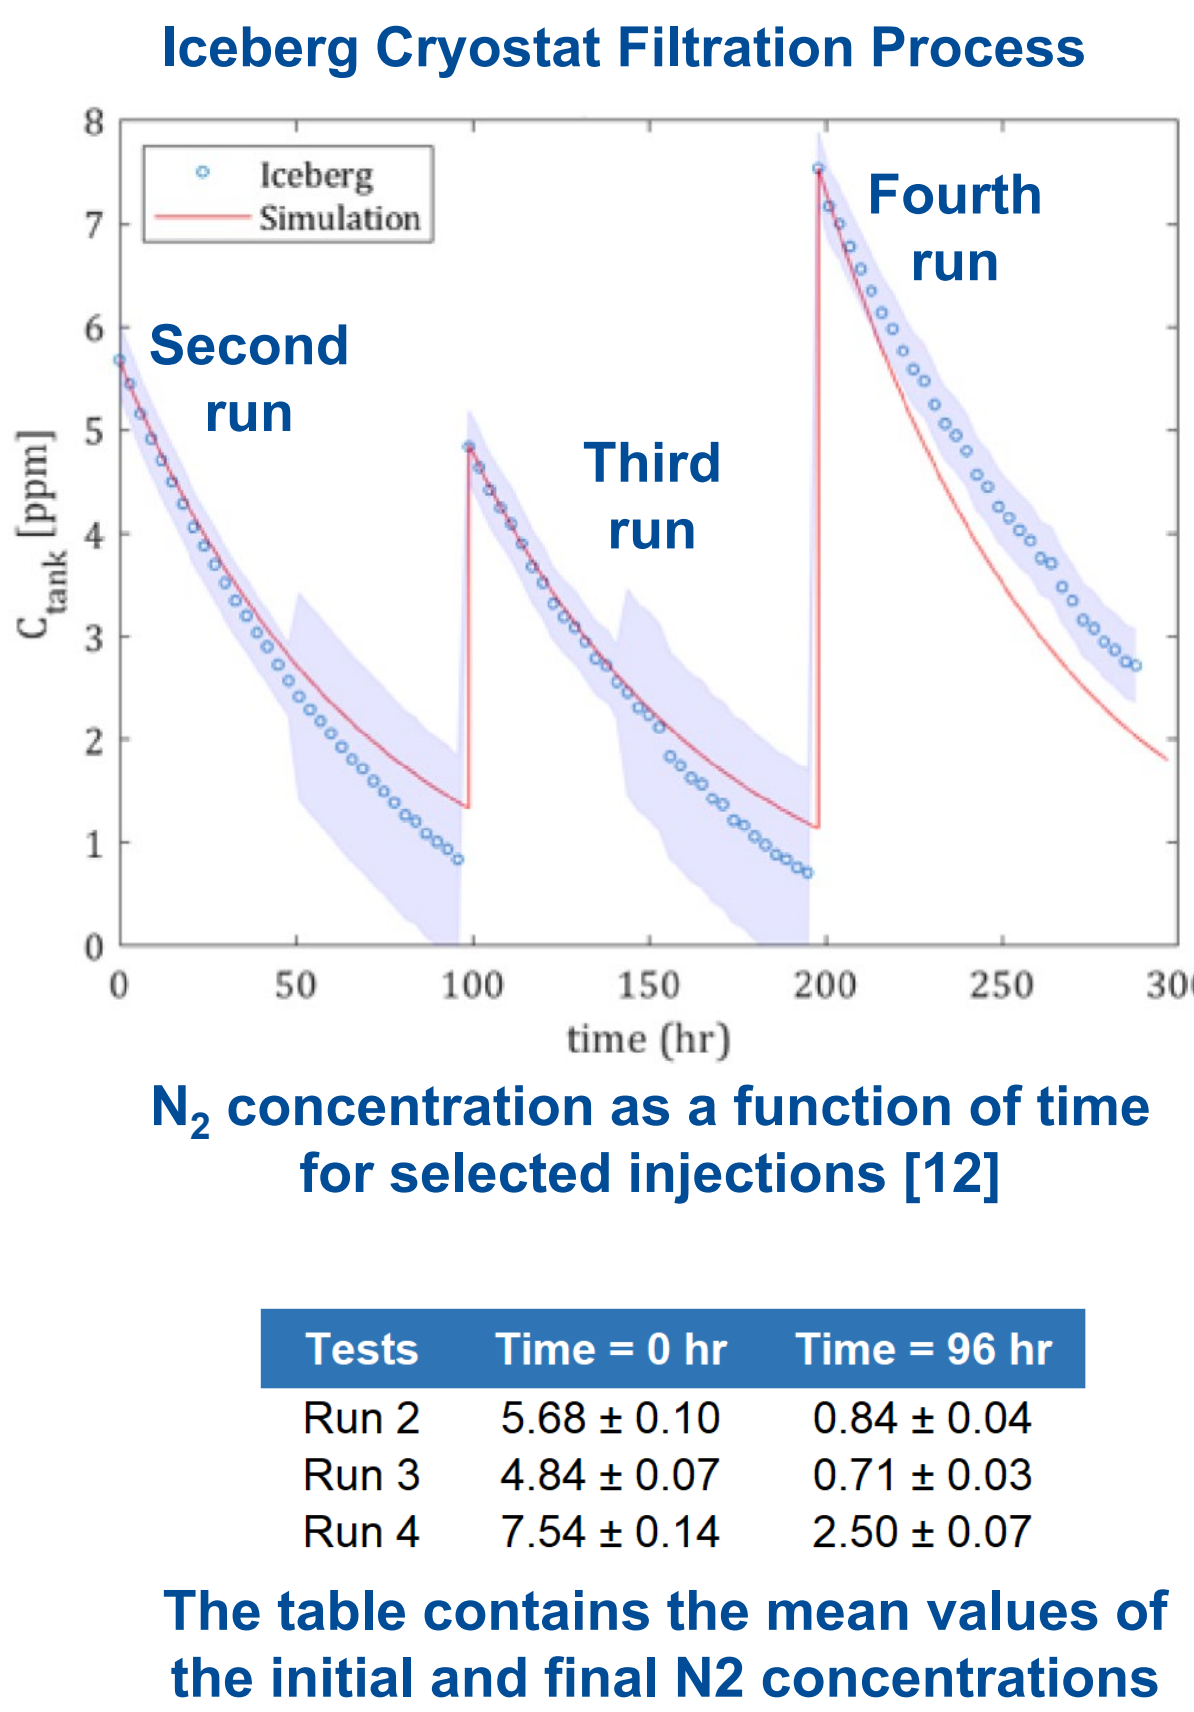 Iceberg Cryostat Filtration Process
8
7
6
5
4
3
2
1
0
C_tank [ppm]
Iceberg
Simulation
Second
run
Third
run
Fourth
run
0 50 100 150 200 250 300
time (hr)
N₂ concentration as a function of time
for selected injections [12]
Tests Time = 0 hr Time = 96 hr
Run 2 5.68 ± 0.10 0.84 ± 0.04
Run 3 4.84 ± 0.07 0.71 ± 0.03
Run 4 7.54 ± 0.14 2.50 ± 0.07
The table contains the mean values of
the initial and final N2 concentrations